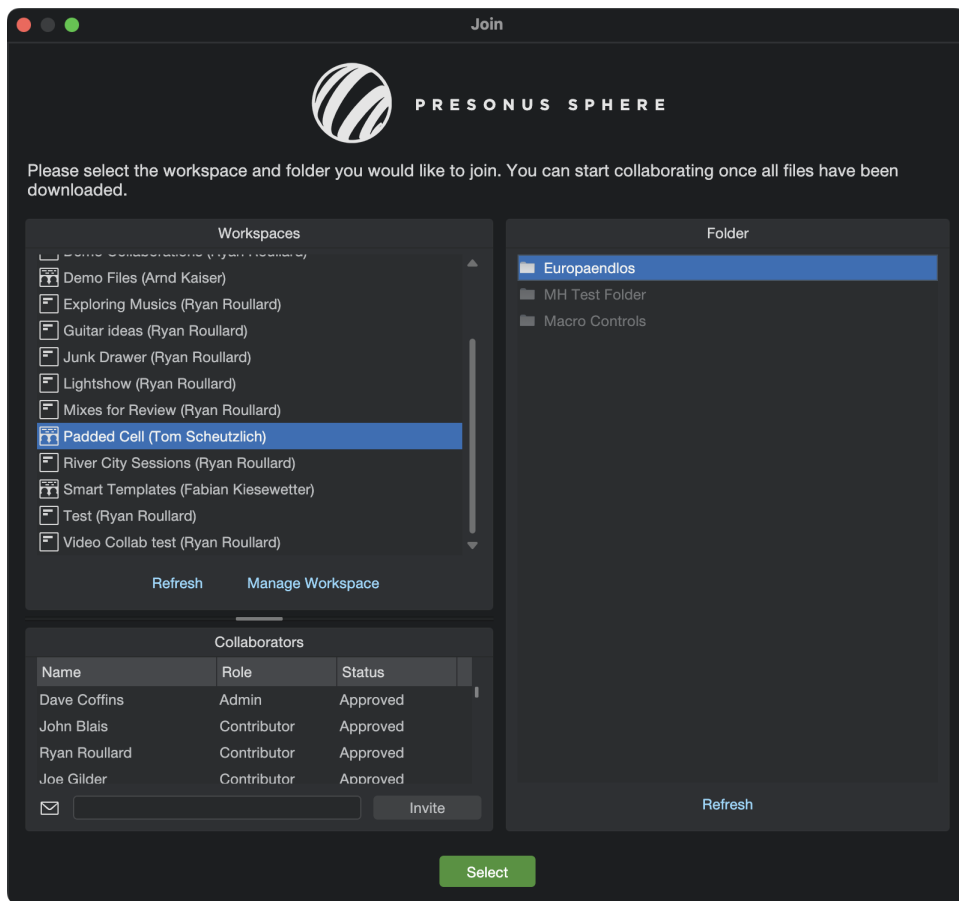 Join
PRESONUS SPHERE
Please select the workspace and folder you would like to join. You can start collaborating once all files have been
downloaded.
Workspaces
Demo Collaborations (Ryan Roullard)
Demo Files (Arnd Kaiser)
Exploring Musics (Ryan Roullard)
Guitar ideas (Ryan Roullard)
Junk Drawer (Ryan Roullard)
Lightshow (Ryan Roullard)
Mixes for Review (Ryan Roullard)
Padded Cell (Tom Scheutzlich)
River City Sessions (Ryan Roullard)
Smart Templates (Fabian Kiesewetter)
Test (Ryan Roullard)
Video Collab test (Ryan Roullard)
Refresh Manage Workspace
Collaborators
Name Role Status
Dave Coffins Admin Approved
John Blais Contributor Approved
Ryan Roullard Contributor Approved
Joe Gilder Contributor Approved
Invite
Folder
Europaendlos
MH Test Folder
Macro Controls
Refresh
Select